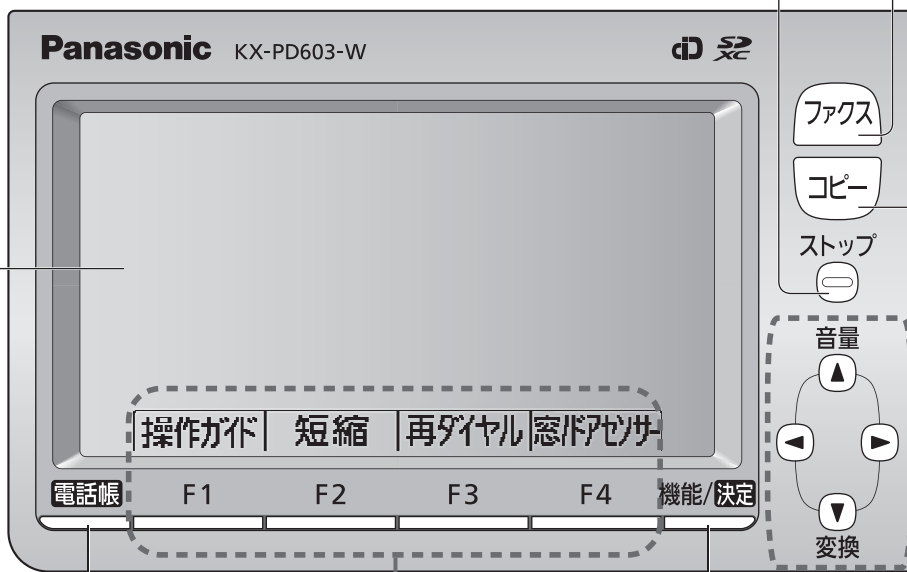 Panasonic KX-PD603-W
ファクス
コピー
ストップ
音量
操作ガイド 短縮 再ダイヤル 窓/ドアセンサー
電話帳 F1 F2 F3 F4 機能/決定
変換